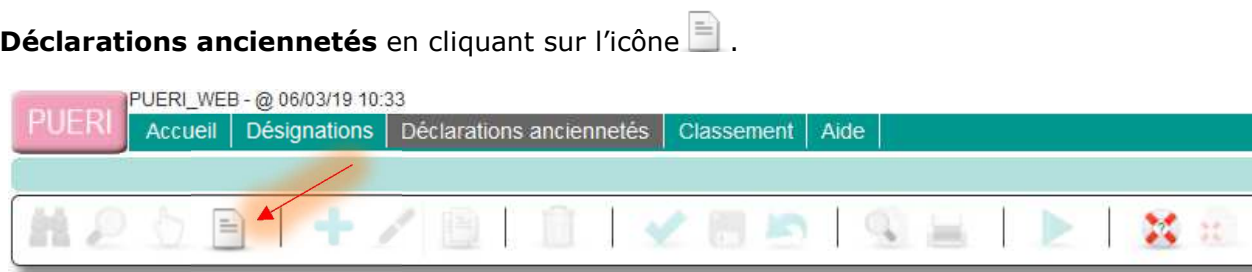 Déclarations anciennetés en cliquant sur l’icône .
PUERI_WEB - @ 06/03/19 10:33
PUERI
Accueil Désignations Déclarations anciennetés Classement Aide